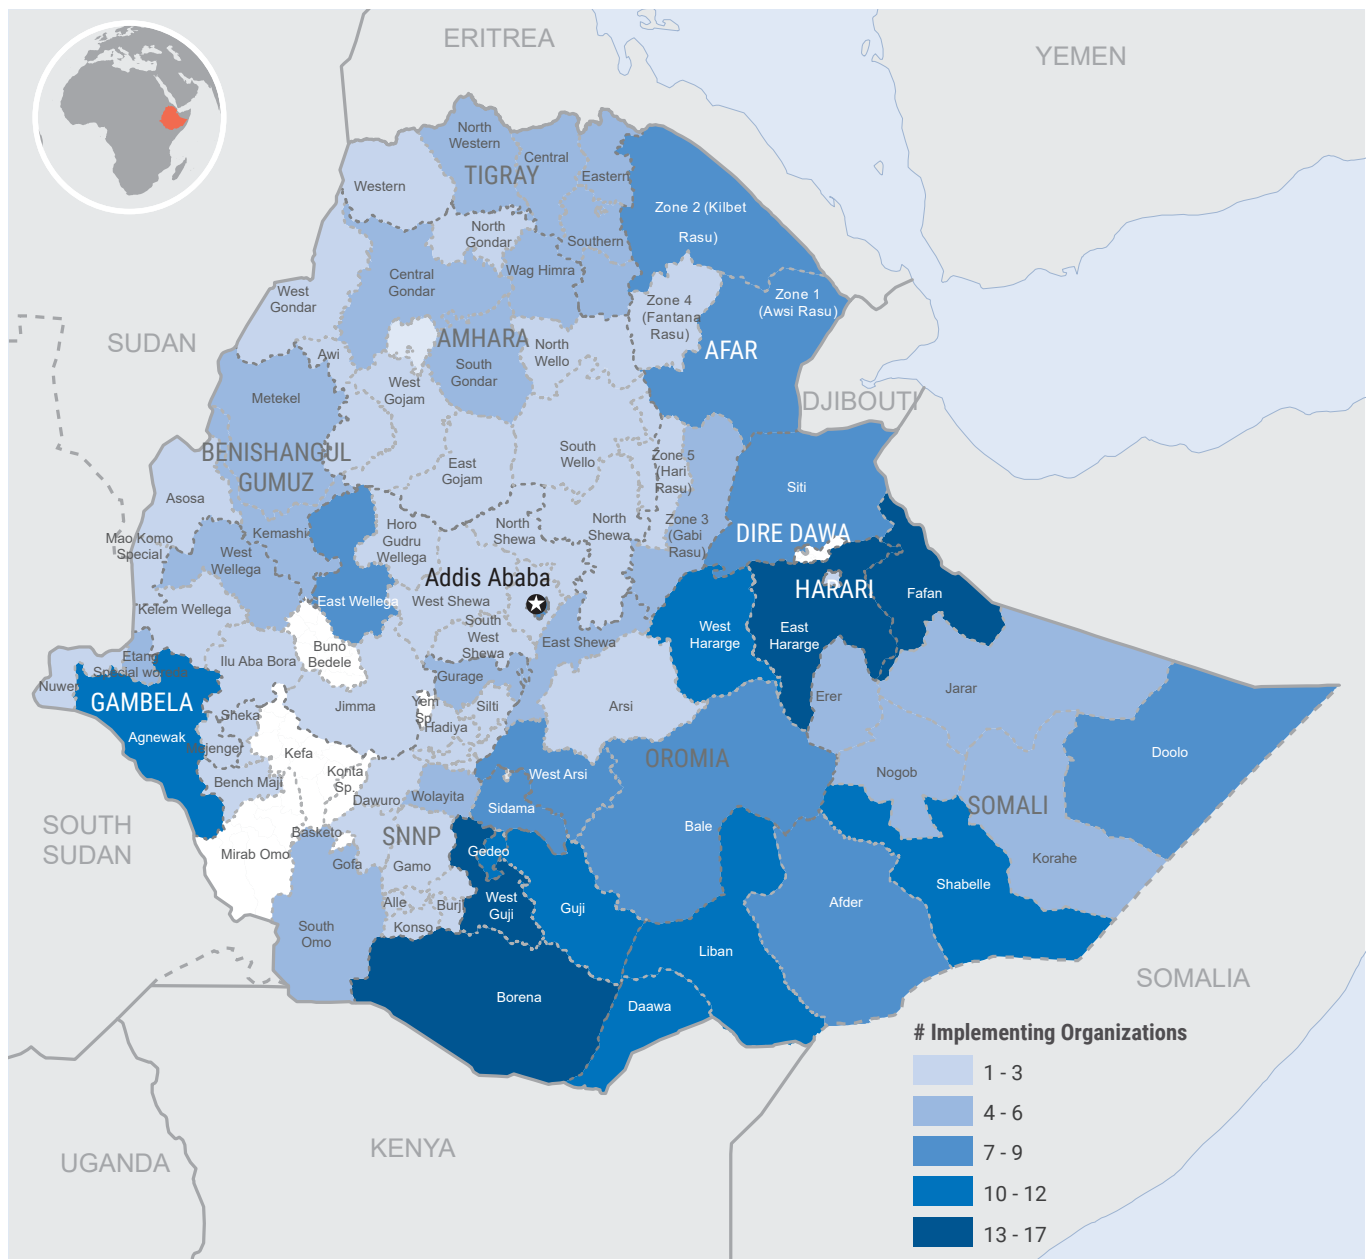 ERITREA
YEMEN
North
Western
Central
TIGRAY
Eastern
Western
Zone 2 (Kilbet
Rasu)
North
Gondar
Southern
Central
Gondar
Wag Himra
West
Gondar
Zone 4
(Fantana
Rasu)
Zone 1
(Awsi Rasu)
SUDAN
AMHARA
North
Wello
AFAR
Awi
South
Gondar
West
Gojam
Metekel
DJIBOUTI
BENISHANGUL
GUMUZ
South
Wello
Zone 5
(Hari
Rasu)
East
Gojam
Siti
Asosa
Mao Komo
Special
Kemashi
Horo
Gudru
Wellega
North
Shewa
North
Shewa
Zone 3
(Gabi
Rasu)
DIRE DAWA
West
Wellega
Addis Ababa
HARARI
Fafan
East Wellega
West Shewa
Kelem Wellega
South
West
Shewa
East Shewa
West
Hararge
East
Hararge
Buno
Bedele
Etang
Special woreda
Ilu Aba Bora
Nuwer
Gurage
GAMBELA
Jimma
Yem
Sp.
Silti
Arsi
Erer
Jarar
Sheka
Hadiya
Agnewak
Majenger
Kefa
OROMIA
Doolo
Bench Maji
Konta
Sp.
West Arsi
Nogob
Dawuro
Wolayita
Sidama
SOMALI
SOUTH
SUDAN
Basketo
SNNP
Bale
Mirab Omo
Gofa
Gedeo
Korahe
Gamo
Shabelle
Alle
Burji
West
Guji
Guji
Afder
South
Omo
Konso
Liban
Borena
Daawa
SOMALIA
# Implementing Organizations
1 - 3
4 - 6
7 - 9
10 - 12
13 - 17
KENYA
UGANDA